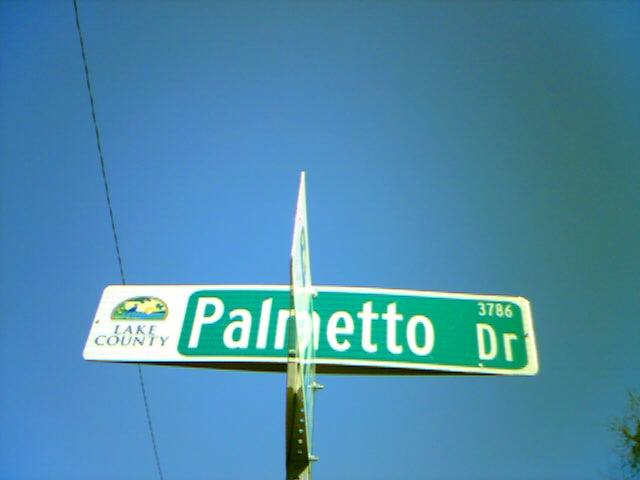 LAKE
COUNTY
Palmetto
3786
Dr